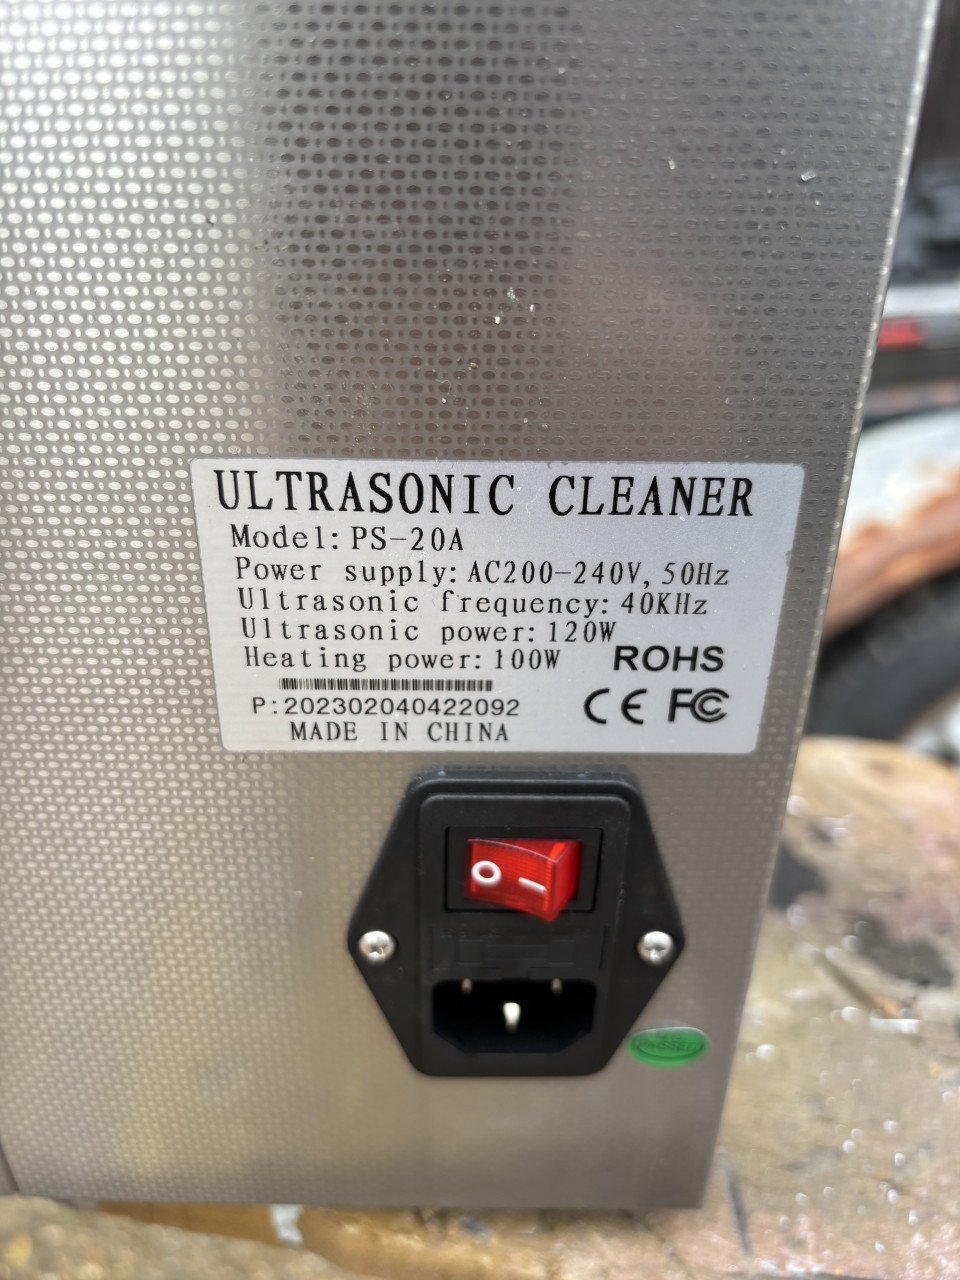 ULTRASONIC CLEANER
Model: PS-20A
Power supply: AC200-240V, 50Hz
Ultrasonic frequency: 40KHz
Ultrasonic power: 120W
Heating power: 100W
ROHS
P:202302040422092
CE FC
MADE IN CHINA
O -
PASSED